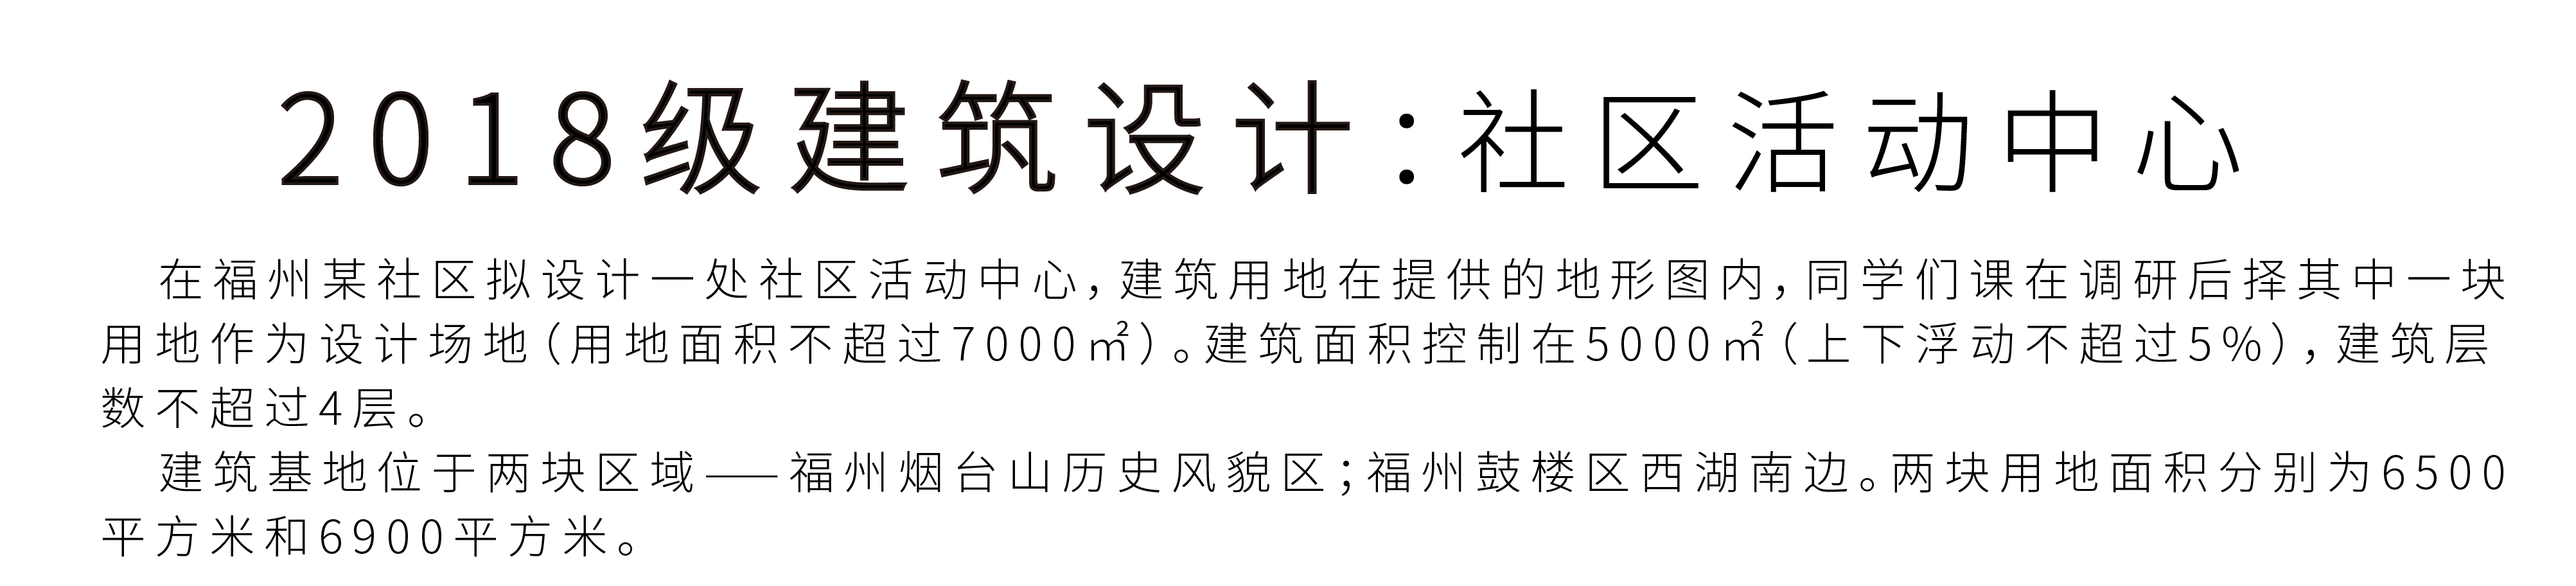 2018级建筑设计：社区活动中心
在福州某社区拟设计一处社区活动中心，建筑用地在提供的地形图内，同学们课在调研后择其中一块
用地作为设计场地（用地面积不超过7000㎡）。建筑面积控制在5000㎡（上下浮动不超过5%），建筑层
数不超过4层。
建筑基地位于两块区域——福州烟台山历史风貌区；福州鼓楼区西湖南边。两块用地面积分别为6500
平方米和6900平方米。